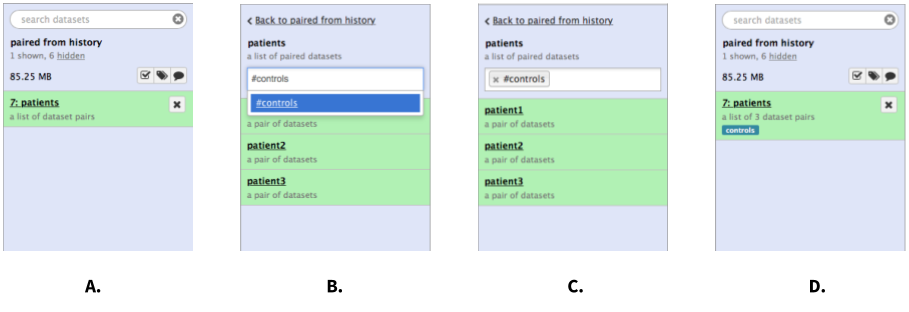 search datasets
paired from history
1 shown, 6 hidden
85.25 MB
7: patients
a list of dataset pairs
A.
Back to paired from history
patients
a list of paired datasets
#controls
#controls
a pair of datasets
patient2
a pair of datasets
patient3
a pair of datasets
B.
Back to paired from history
patients
a list of paired datasets
#controls
patient1
a pair of datasets
patient2
a pair of datasets
patient3
a pair of datasets
C.
search datasets
paired from history
1 shown, 6 hidden
85.25 MB
7: patients
a list of 3 dataset pairs
controls
D.